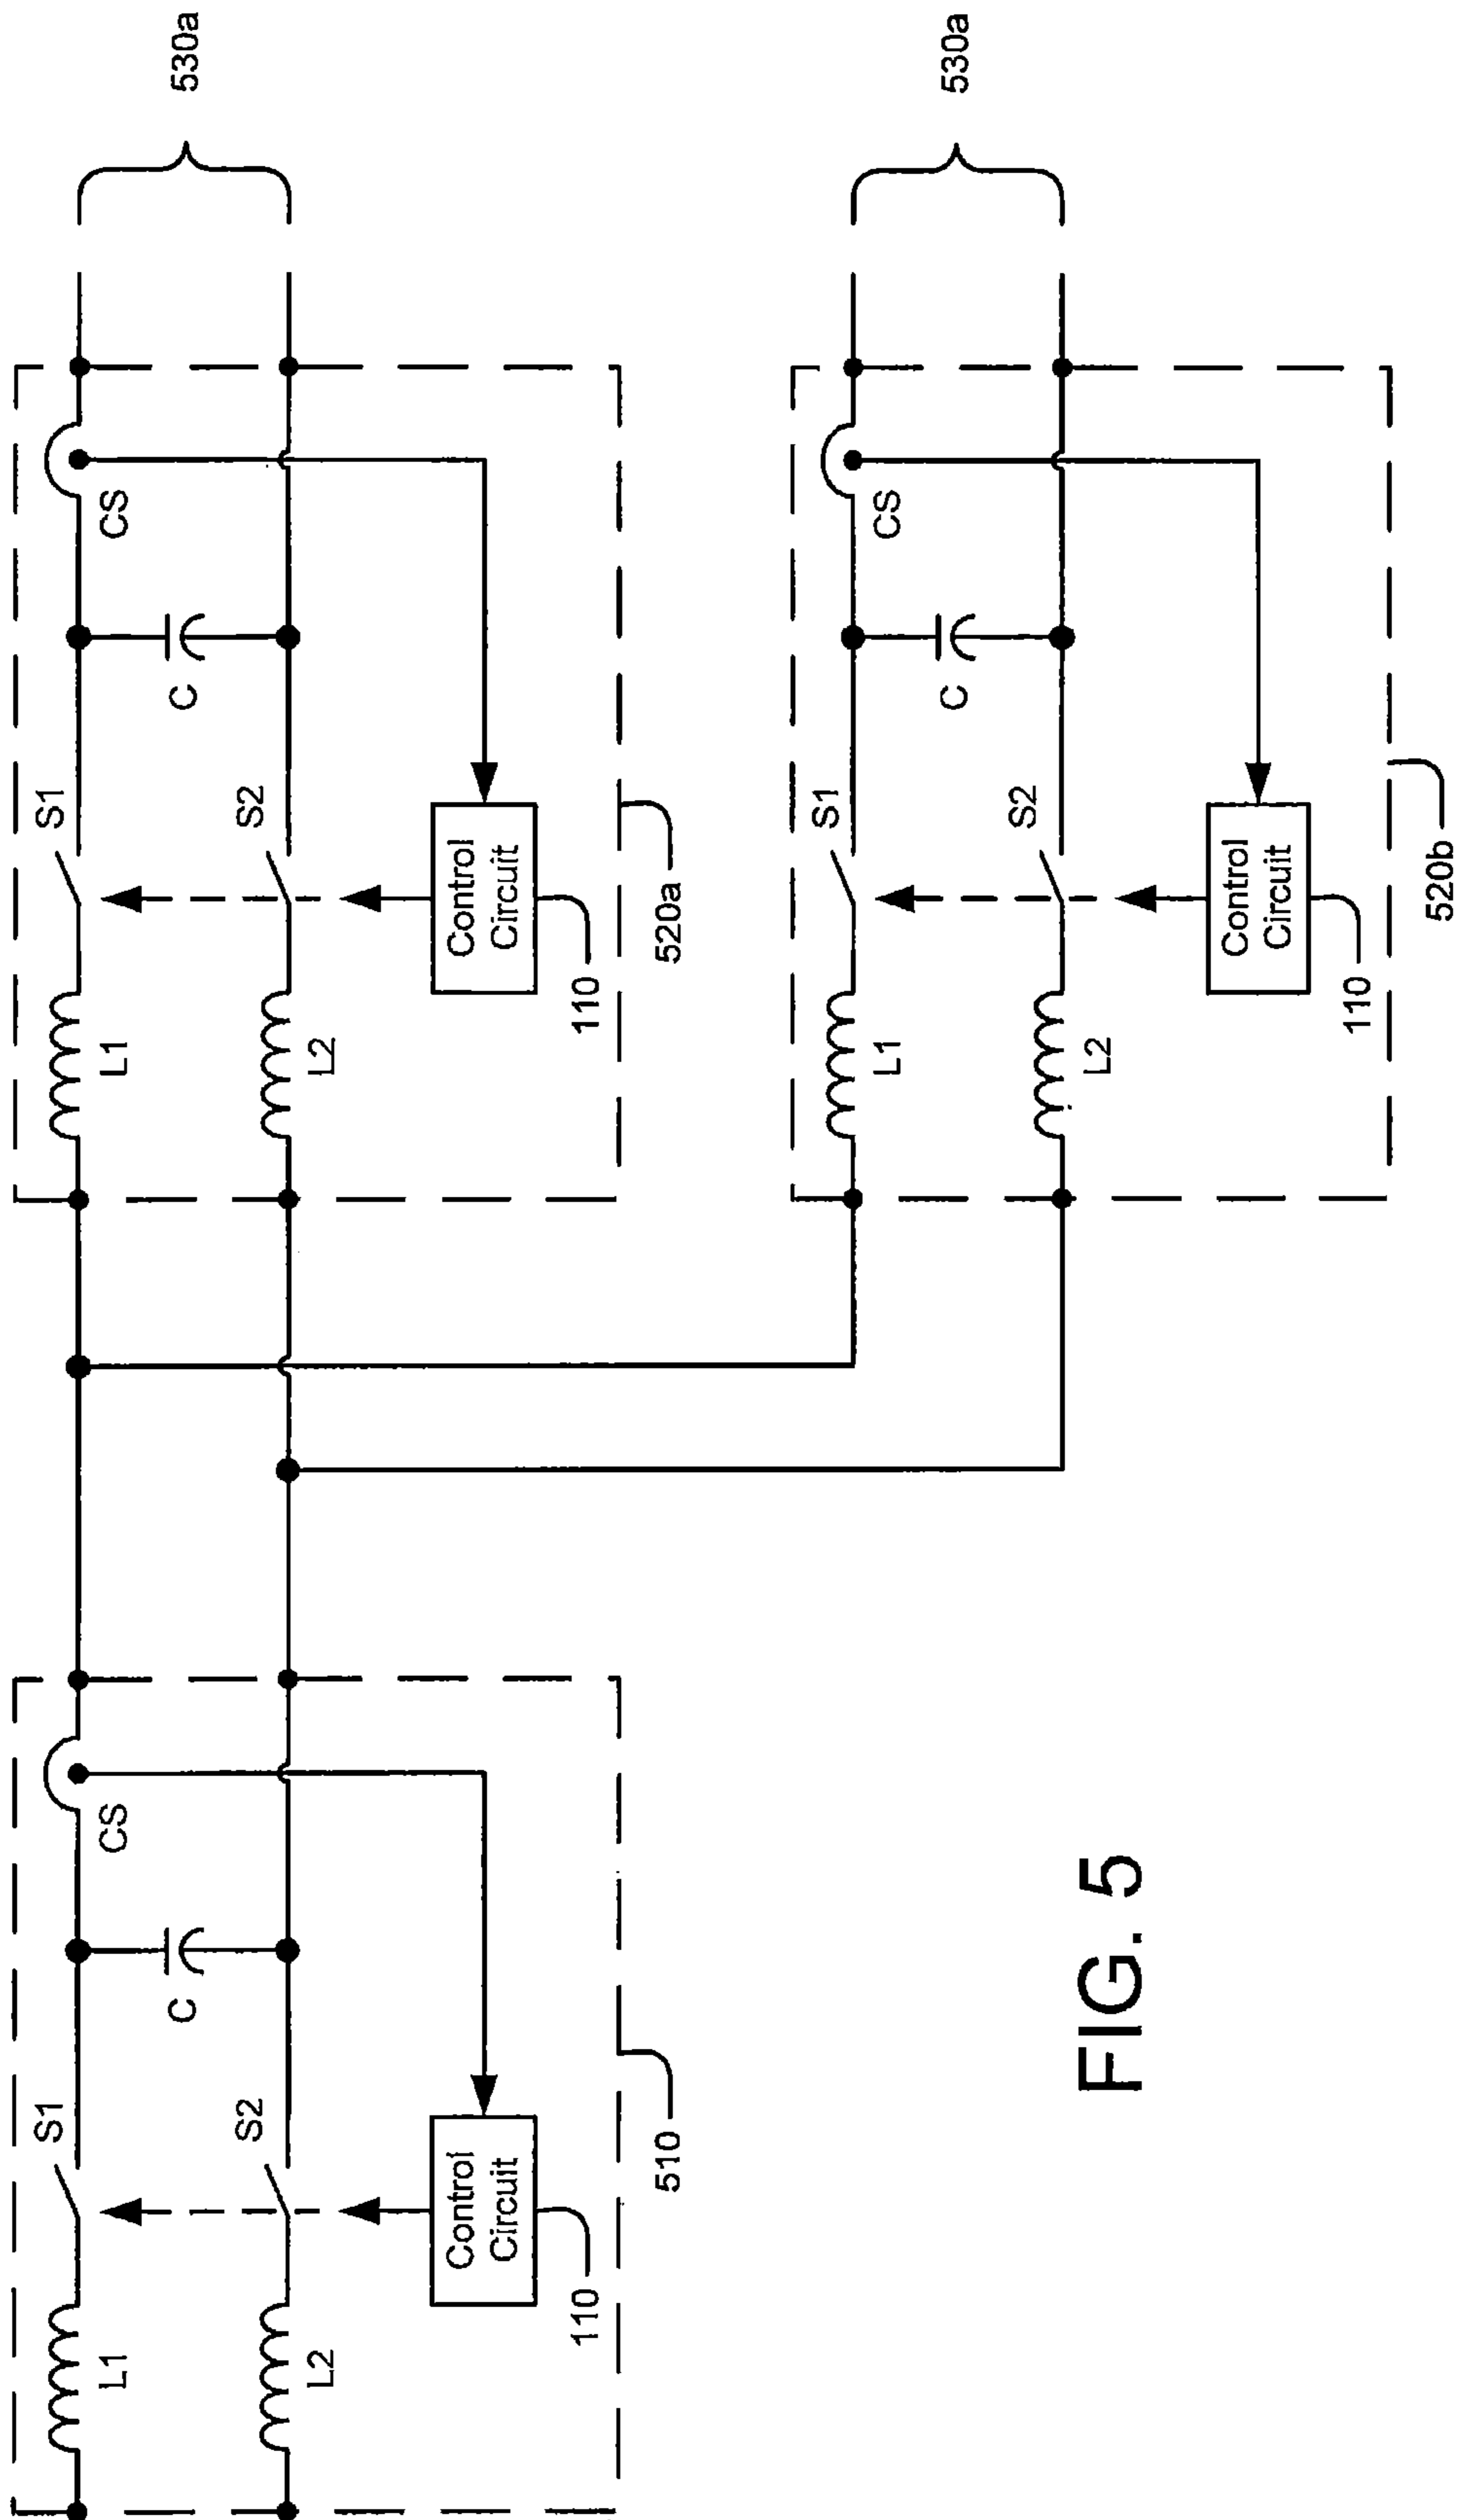 530a
530a
CS
C
S1
S2
Control
Circuit
L1
L2
110
520a
CS
C
S1
S2
Control
Circuit
L1
L2
110
520b
CS
C
S1
S2
Control
Circuit
L1
L2
110
510
FIG. 5